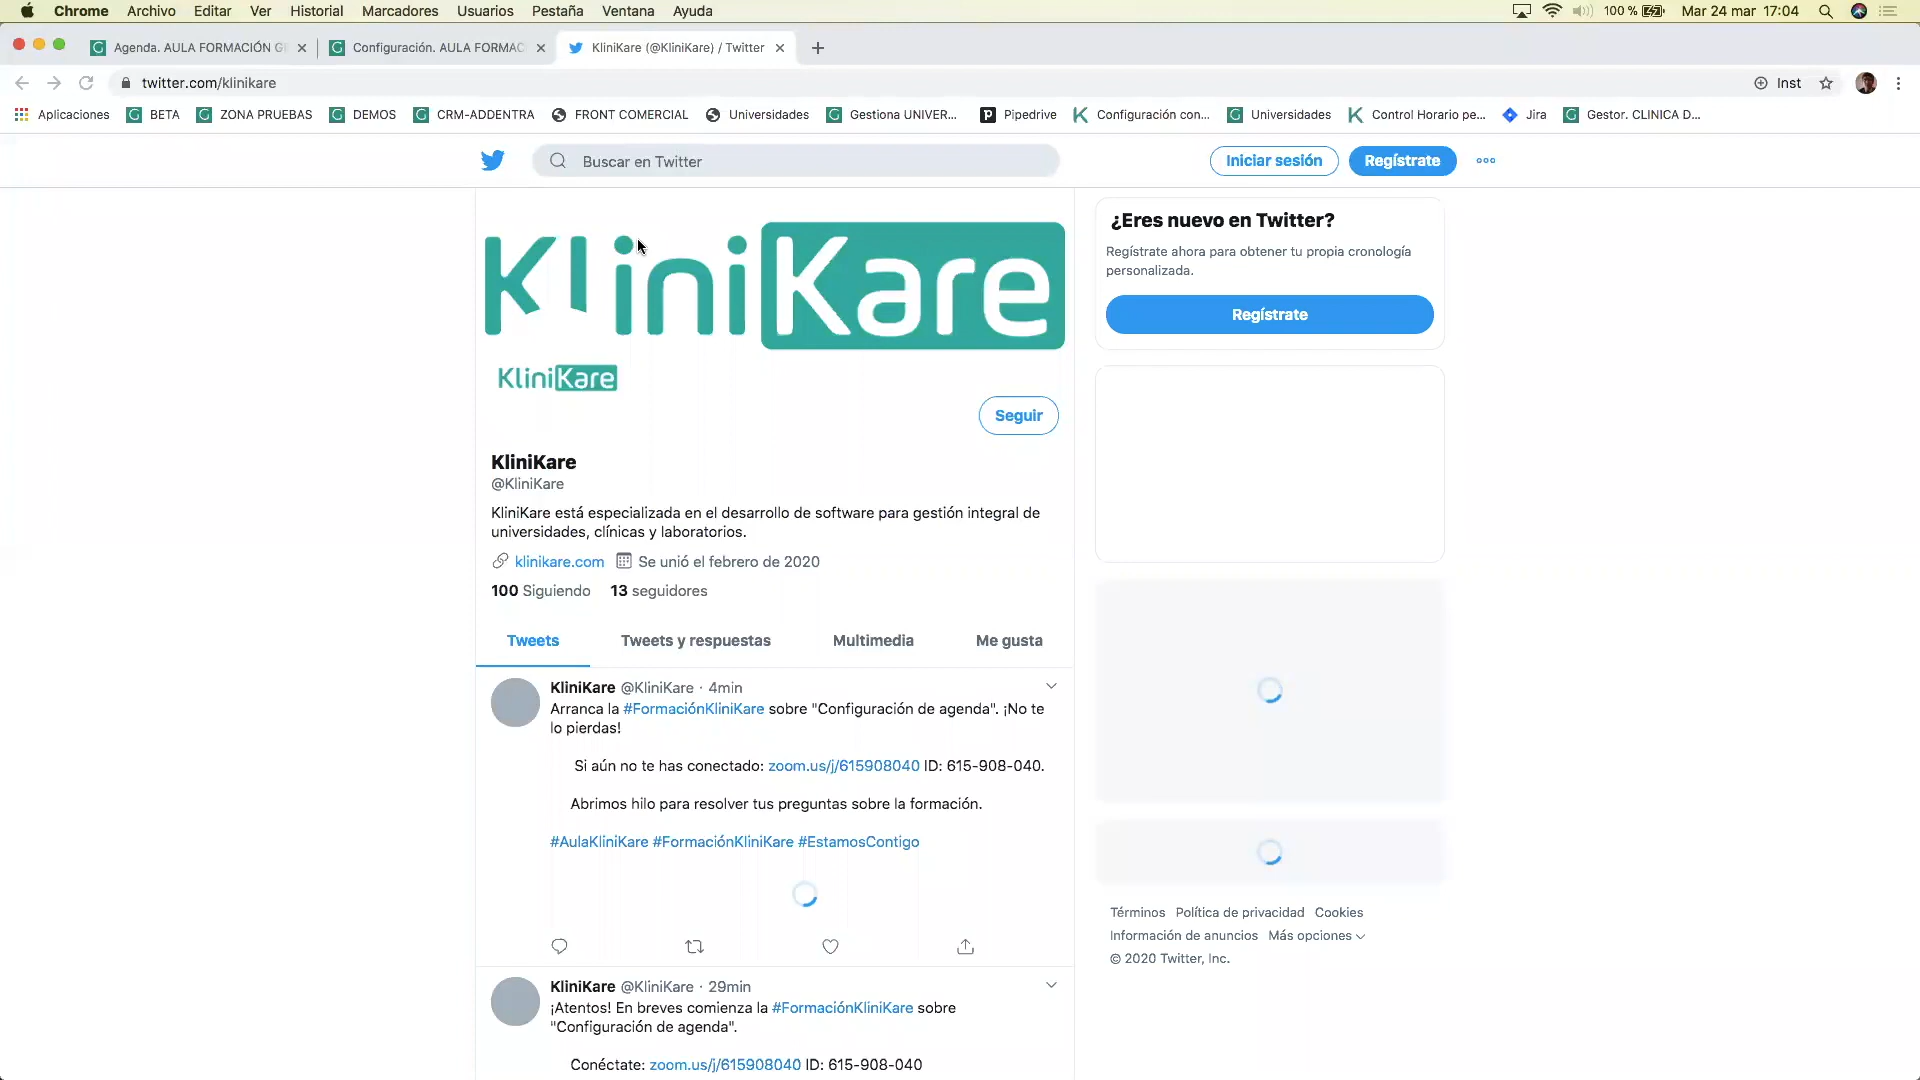 Chrome Archivo Editar Ver Historial Marcadores Usuarios Pestaña Ventana Ayuda 100 % Mar 24 mar 17:04
Agenda. AULA FORMACIÓN G Configuración. AULA FORMAC KliniKare (@KliniKare) / Twitter
twitter.com/klinikare Inst
Aplicaciones BETA ZONA PRUEBAS DEMOS CRM-ADDENTRA FRONT COMERCIAL Universidades Gestiona UNIVER... Pipedrive Configuración con... Universidades Control Horario pe... Jira Gestor. CLINICA D...
Buscar en Twitter Iniciar sesión Regístrate
KliniKare
KliniKare
Seguir
KliniKare
@KliniKare
KliniKare está especializada en el desarrollo de software para gestión integral de
universidades, clínicas y laboratorios.
klinikare.com Se unió el febrero de 2020
100 Siguiendo 13 seguidores
Tweets Tweets y respuestas Multimedia Me gusta
KliniKare @KliniKare · 4min
Arranca la #FormaciónKliniKare sobre "Configuración de agenda". ¡No te
lo pierdas!
Si aún no te has conectado: zoom.us/j/615908040 ID: 615-908-040.
Abrimos hilo para resolver tus preguntas sobre la formación.
#AulaKliniKare #FormaciónKliniKare #EstamosContigo
KliniKare @KliniKare · 29min
¡Atentos! En breves comienza la #FormaciónKliniKare sobre
"Configuración de agenda".
Conéctate: zoom.us/j/615908040 ID: 615-908-040
¿Eres nuevo en Twitter?
Regístrate ahora para obtener tu propia cronología
personalizada.
Regístrate
Términos Política de privacidad Cookies
Información de anuncios Más opciones
© 2020 Twitter, Inc.